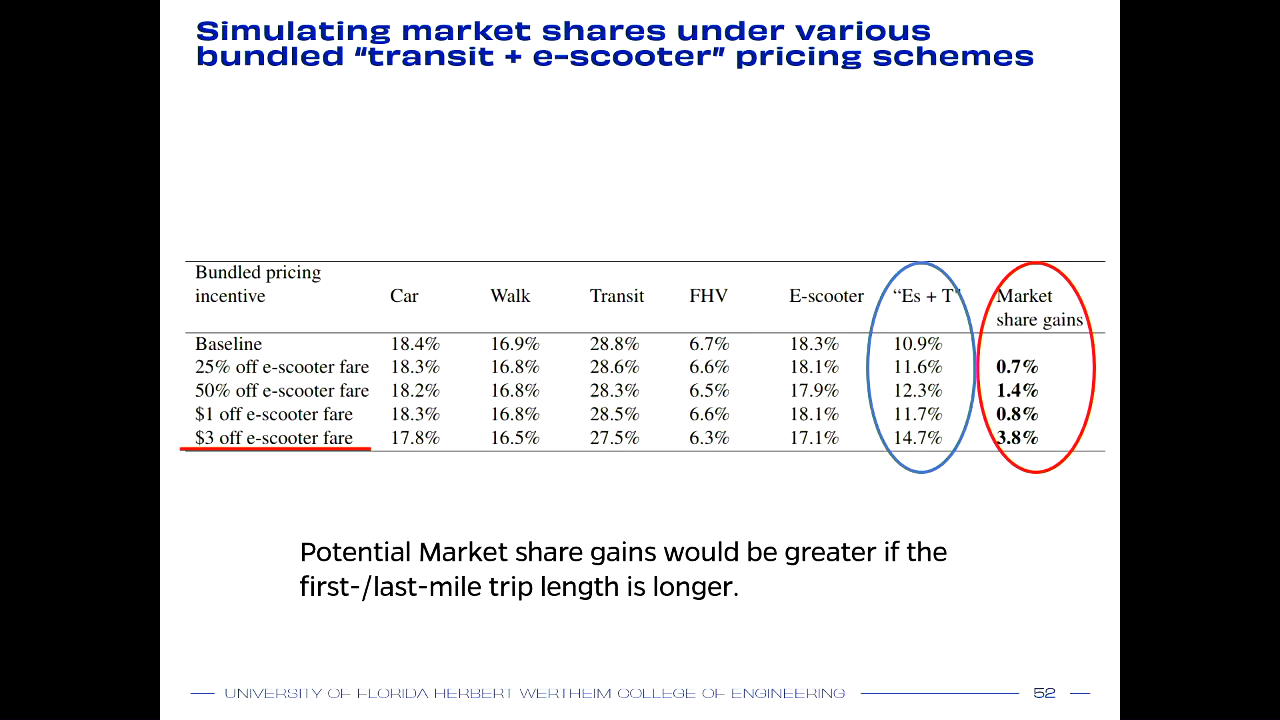 Simulating market shares under various
bundled “transit + e-scooter” pricing schemes
Bundled pricing
incentive Car Walk Transit FHV E-scooter “Es + T” Market
share gains
Baseline 18.4% 16.9% 28.8% 6.7% 18.3% 10.9%
25% off e-scooter fare 18.3% 16.8% 28.6% 6.6% 18.1% 11.6% 0.7%
50% off e-scooter fare 18.2% 16.8% 28.3% 6.5% 17.9% 12.3% 1.4%
$1 off e-scooter fare 18.3% 16.8% 28.5% 6.6% 18.1% 11.7% 0.8%
$3 off e-scooter fare 17.8% 16.5% 27.5% 6.3% 17.1% 14.7% 3.8%
Potential Market share gains would be greater if the
first-/last-mile trip length is longer.
UNIVERSITY OF FLORIDA HERBERT WERTHEIM COLLEGE OF ENGINEERING 52